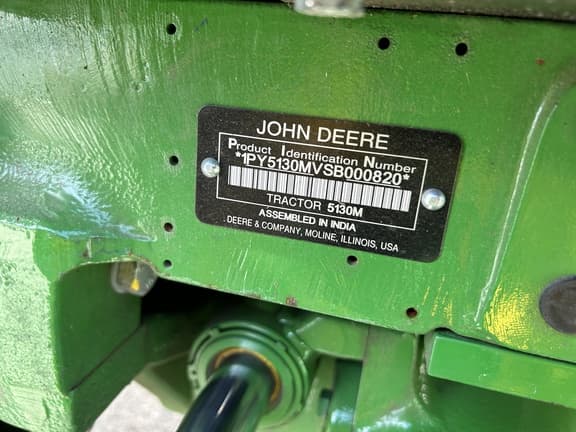 JOHN DEERE
Product Identification Number
*1PY5130MVSB000820*
TRACTOR 5130M
ASSEMBLED IN INDIA
DEERE & COMPANY, MOLINE, ILLINOIS, USA